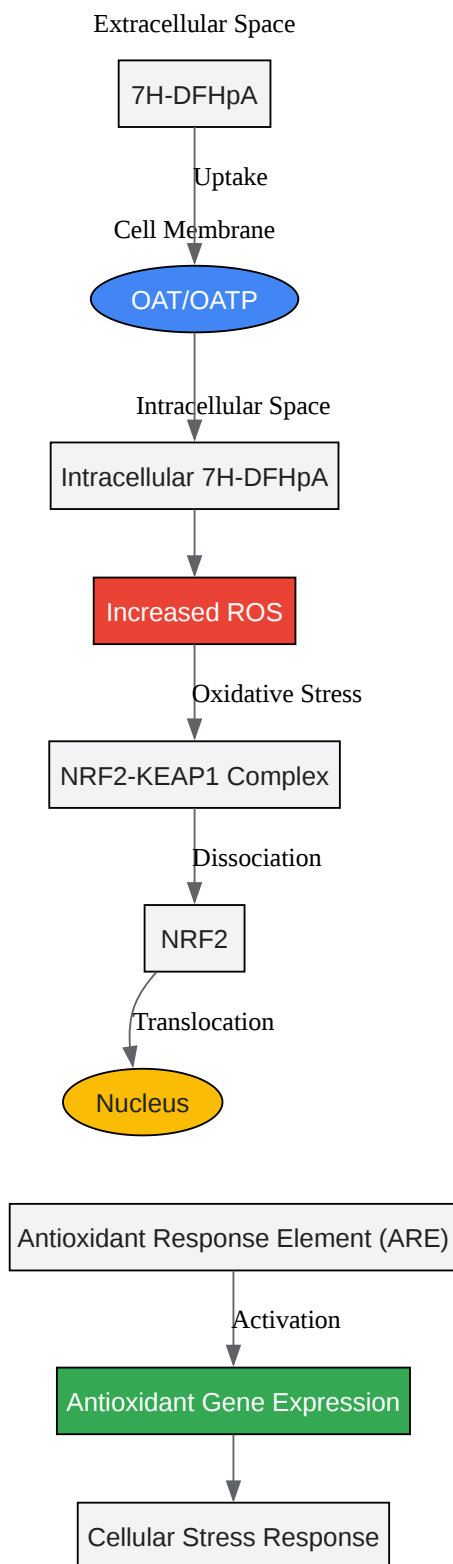 Extracellular Space
7H-DFHpA
Uptake
Cell Membrane
OAT/OATP
Intracellular Space
Intracellular 7H-DFHpA
Increased ROS
Oxidative Stress
NRF2-KEAP1 Complex
Dissociation
NRF2
Translocation
Nucleus
Antioxidant Response Element (ARE)
Activation
Antioxidant Gene Expression
Cellular Stress Response